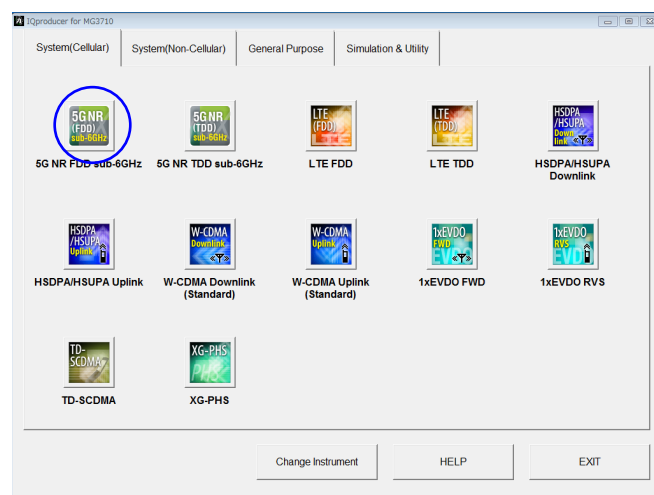 IQproducer for MG3710
System(Cellular)
System(Non-Cellular)
General Purpose
Simulation & Utility
5G NR
(FDD)
sub-6GHz
5G NR FDD sub-6GHz
5G NR
(TDD)
sub-6GHz
5G NR TDD sub-6GHz
LTE
(FDD)
LTE FDD
LTE
(TDD)
LTE TDD
HSDPA
/HSUPA
Down
link
HSDPA/HSUPA
Downlink
HSDPA
/HSUPA
Uplink
HSDPA/HSUPA Uplink
W-CDMA
Downlink
W-CDMA Downlink
(Standard)
W-CDMA
Uplink
W-CDMA Uplink
(Standard)
1xEVDO
FWD
EVD
1xEVDO FWD
1xEVDO
RVS
EVD
1xEVDO RVS
TD-
SCDMA
TD-SCDMA
XG-PHS
PHS
XG-PHS
Change Instrument
HELP
EXIT